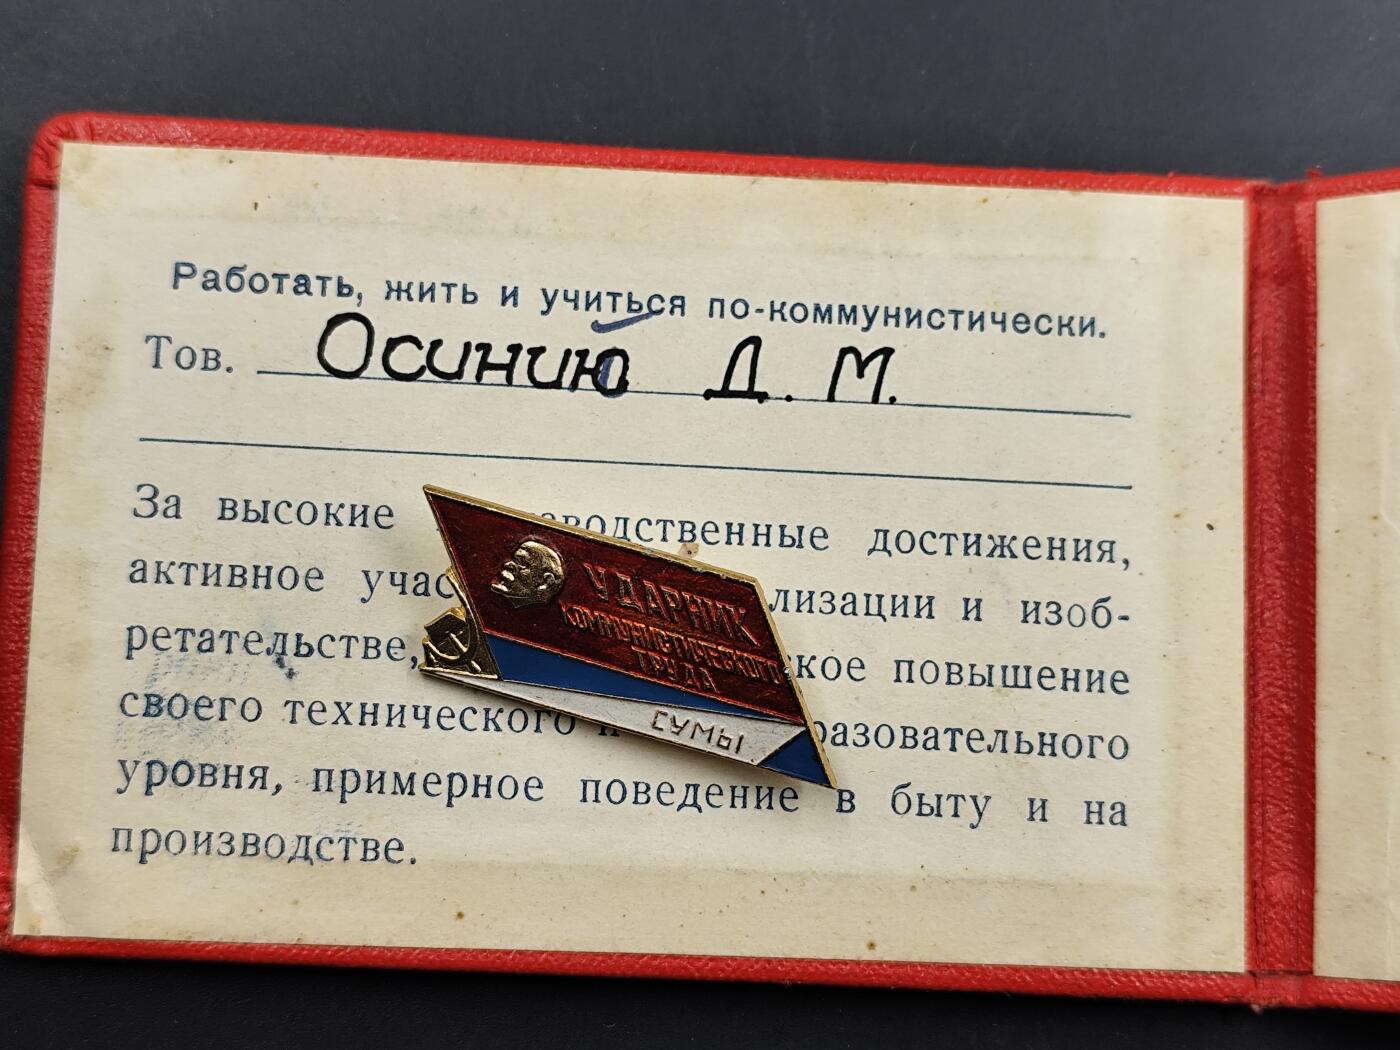 Работать, жить и учиться по-коммунистически.
Тов. Осинию Д. М.
За высокие водственные достижения,
активное учас лизации и изоб-
ретательстве, кое повышение
своего технического и разовательного
уровня, примерное поведение в быту и на
производстве.
УДАРНИК
КОММУНИСТИЧЕСКОГО
ТРУДА
СУМЫ